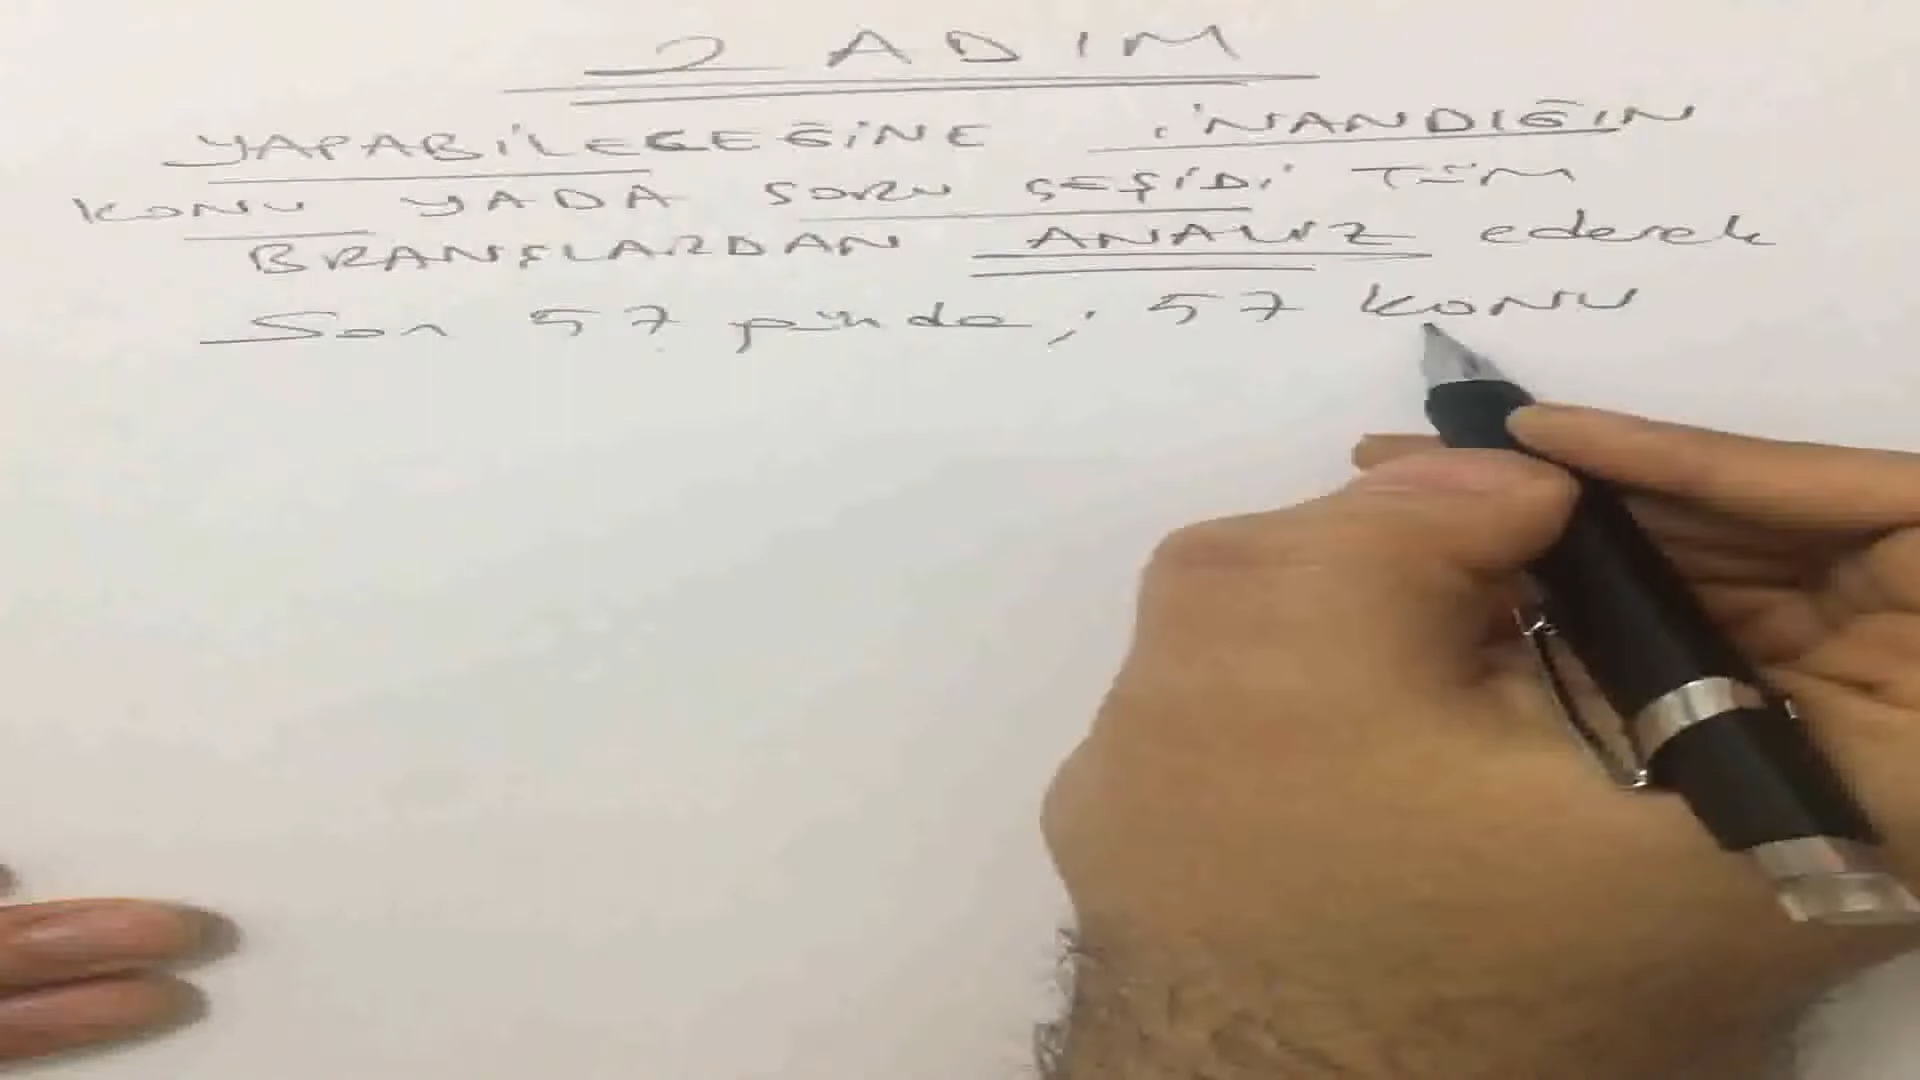 2 ADIM
YAPABİLECEĞİNE İNANDIĞIN
KONU YADA SORU ÇEŞİDİ TÜM
BRANŞLARDAN ANALİZ ederek
Son 57 günde; 57 KONU